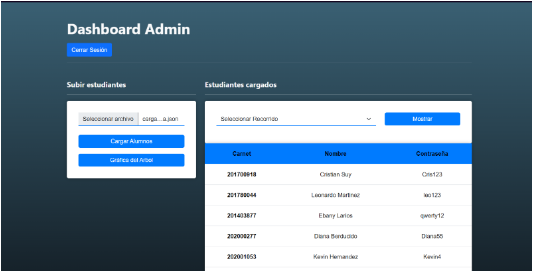 Dashboard Admin
Cerrar Sesión
Subir estudiantes
Seleccionar archivo carga...a.json
Cargar Alumnos
Gráfica del Arbol
Estudiantes cargados
Seleccionar Recorrido
Mostrar
Carnet Nombre Contraseña
201700918 Cristian Suy Cris123
201780044 Leonardo Martinez leo123
201403877 Ebany Larios qwerty12
202000277 Diana Berducido Diana55
202001053 Kevin Hernandez Kevin4